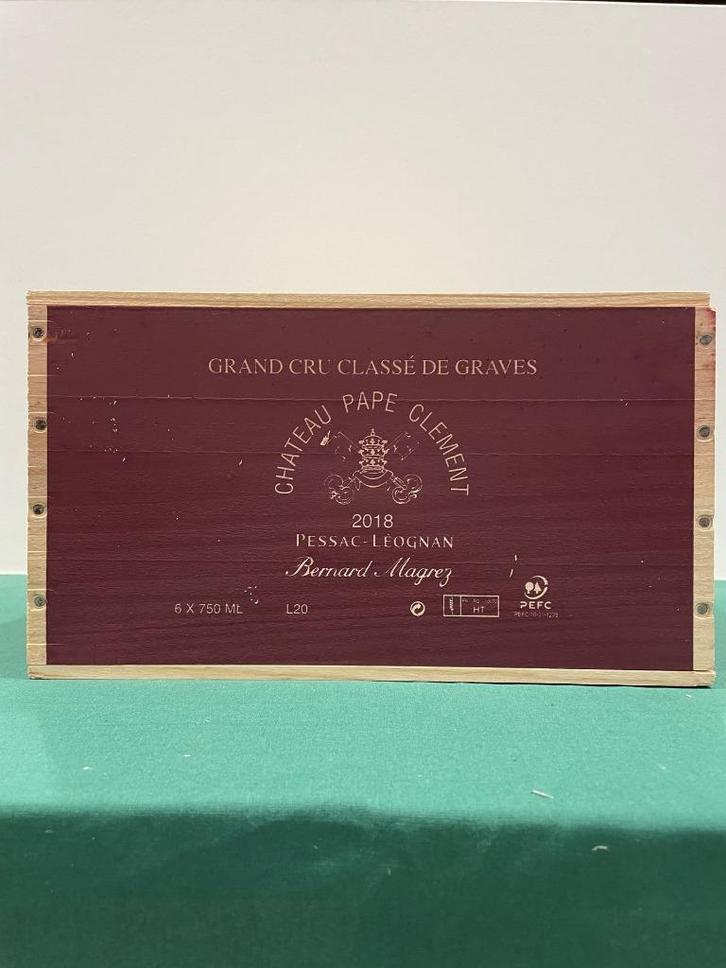 GRAND CRU CLASSÉ DE GRAVES
CHATEAU PAPE CLEMENT
2018
PESSAC-LÉOGNAN
Bernard Magrez
6 X 750 ML L20
HT
PEFC